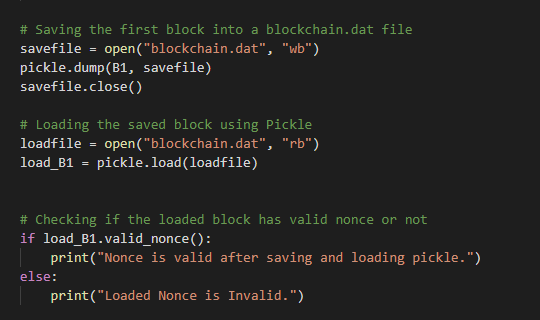 # Saving the first block into a blockchain.dat file
savefile = open("blockchain.dat", "wb")
pickle.dump(B1, savefile)
savefile.close()
# Loading the saved block using Pickle
loadfile = open("blockchain.dat", "rb")
load_B1 = pickle.load(loadfile)
# Checking if the loaded block has valid nonce or not
if load_B1.valid_nonce():
    print("Nonce is valid after saving and loading pickle.")
else:
    print("Loaded Nonce is Invalid.")